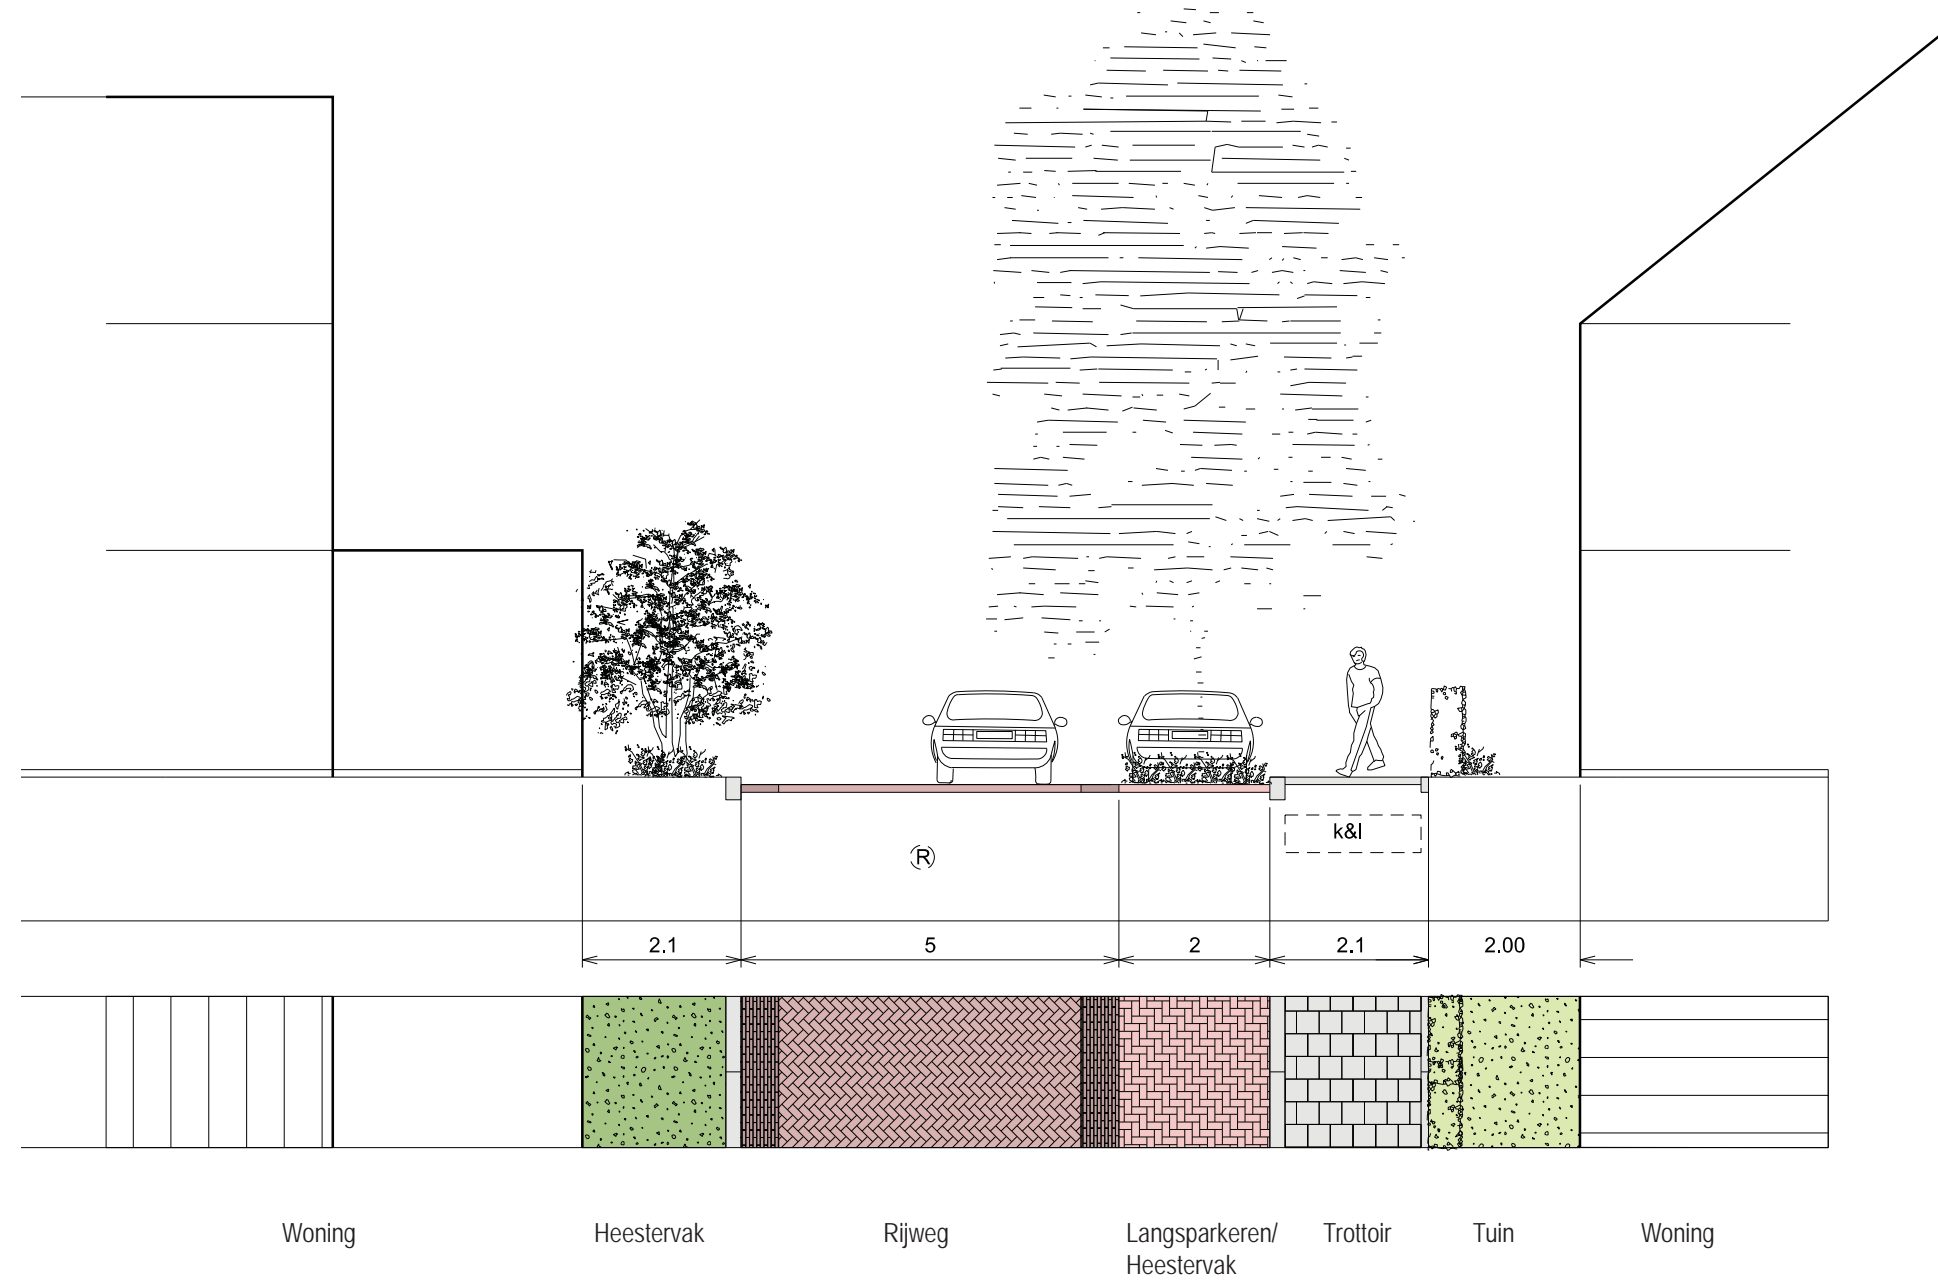 k&l
R
2.1
5
2
2.1
2.00
Woning
Heestervak
Rijweg
Langsparkeren/
Heestervak
Trottoir
Tuin
Woning